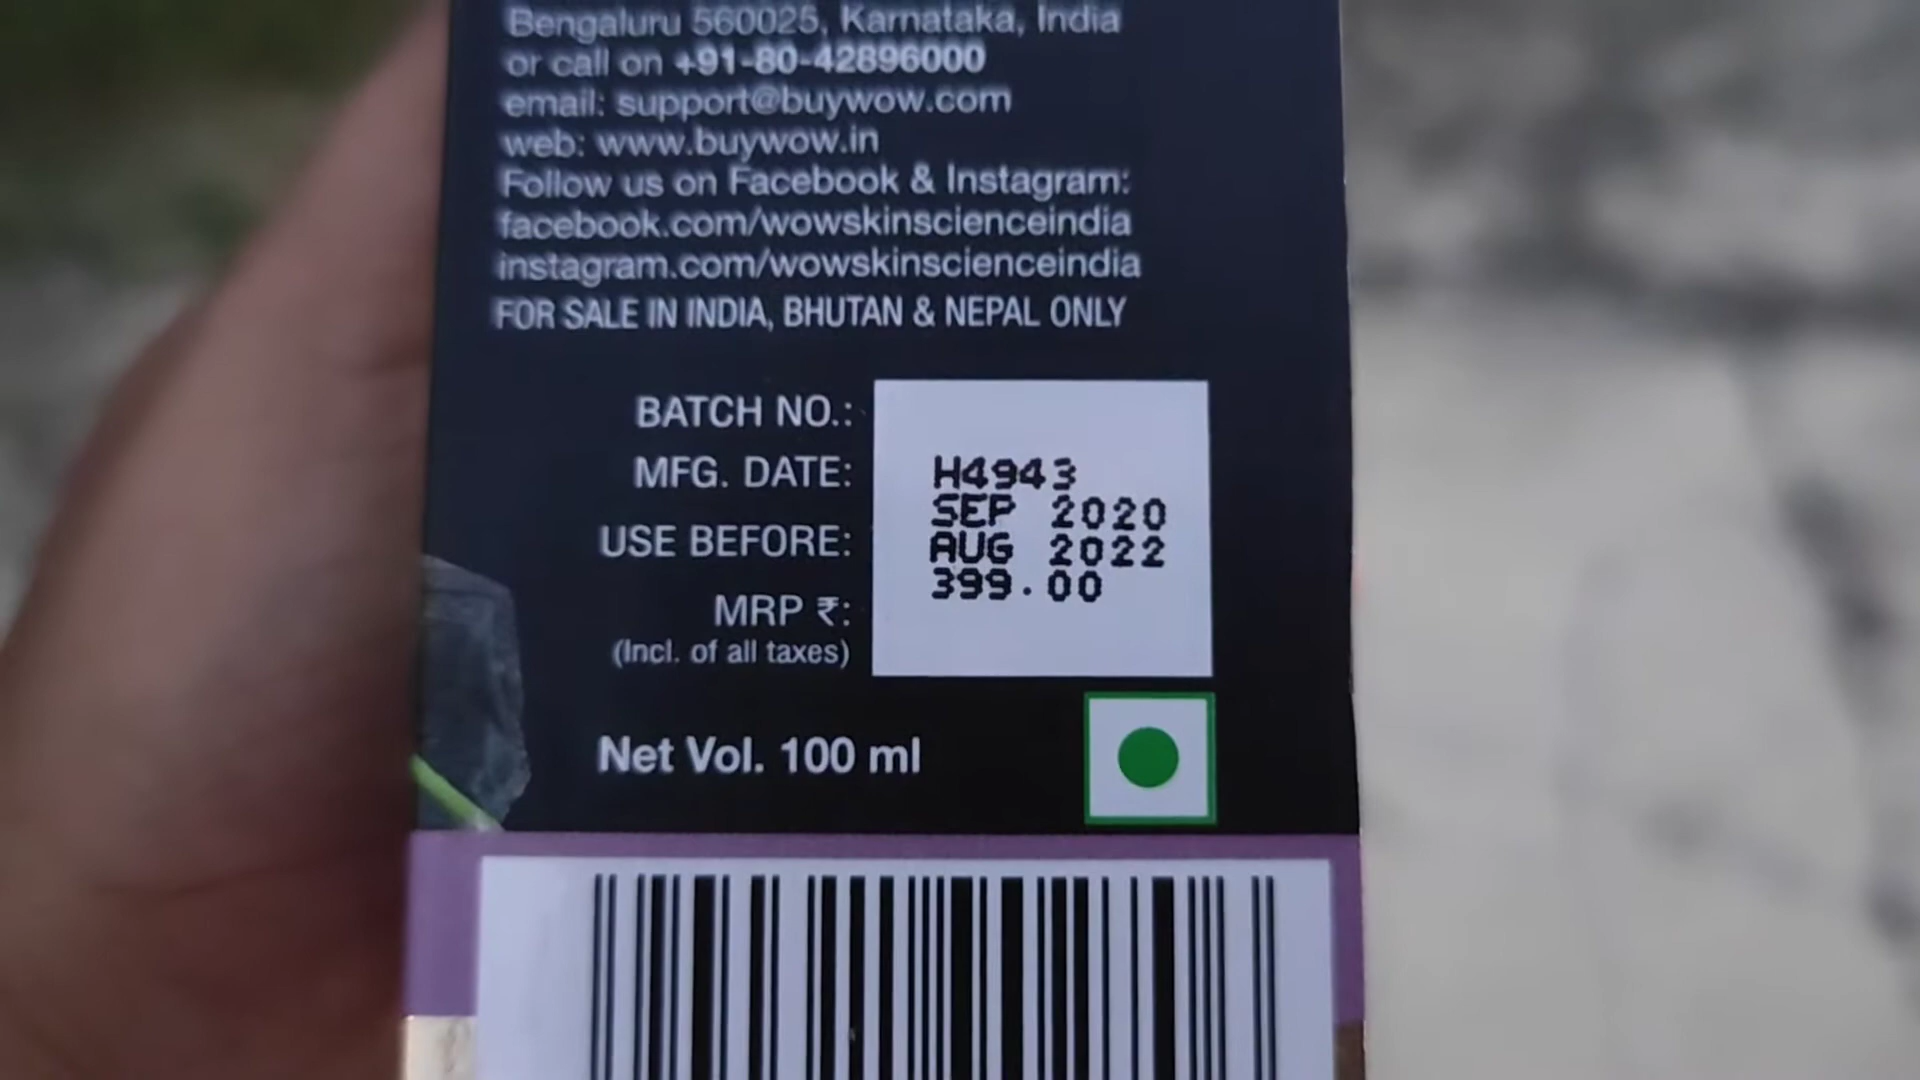 Bengaluru 560025, Karnataka, India
or call on +91-80-42896000
email: support@buywow.com
web: www.buywow.in
Follow us on Facebook & Instagram:
facebook.com/wowskinscienceindia
instagram.com/wowskinscienceindia
FOR SALE IN INDIA, BHUTAN & NEPAL ONLY
BATCH NO.:
MFG. DATE:
USE BEFORE:
MRP ₹:
(Incl. of all taxes)
H4943
SEP 2020
AUG 2022
399.00
Net Vol. 100 ml